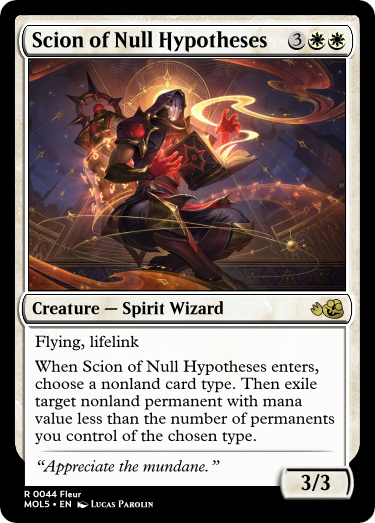 Scion of Null Hypotheses 3
Creature — Spirit Wizard
Flying, lifelink
When Scion of Null Hypotheses enters,
choose a nonland card type. Then exile
target nonland permanent with mana
value less than the number of permanents
you control of the chosen type.
“Appreciate the mundane.”
3/3
R 0044 Fleur
MOL5 • EN Lucas Parolin